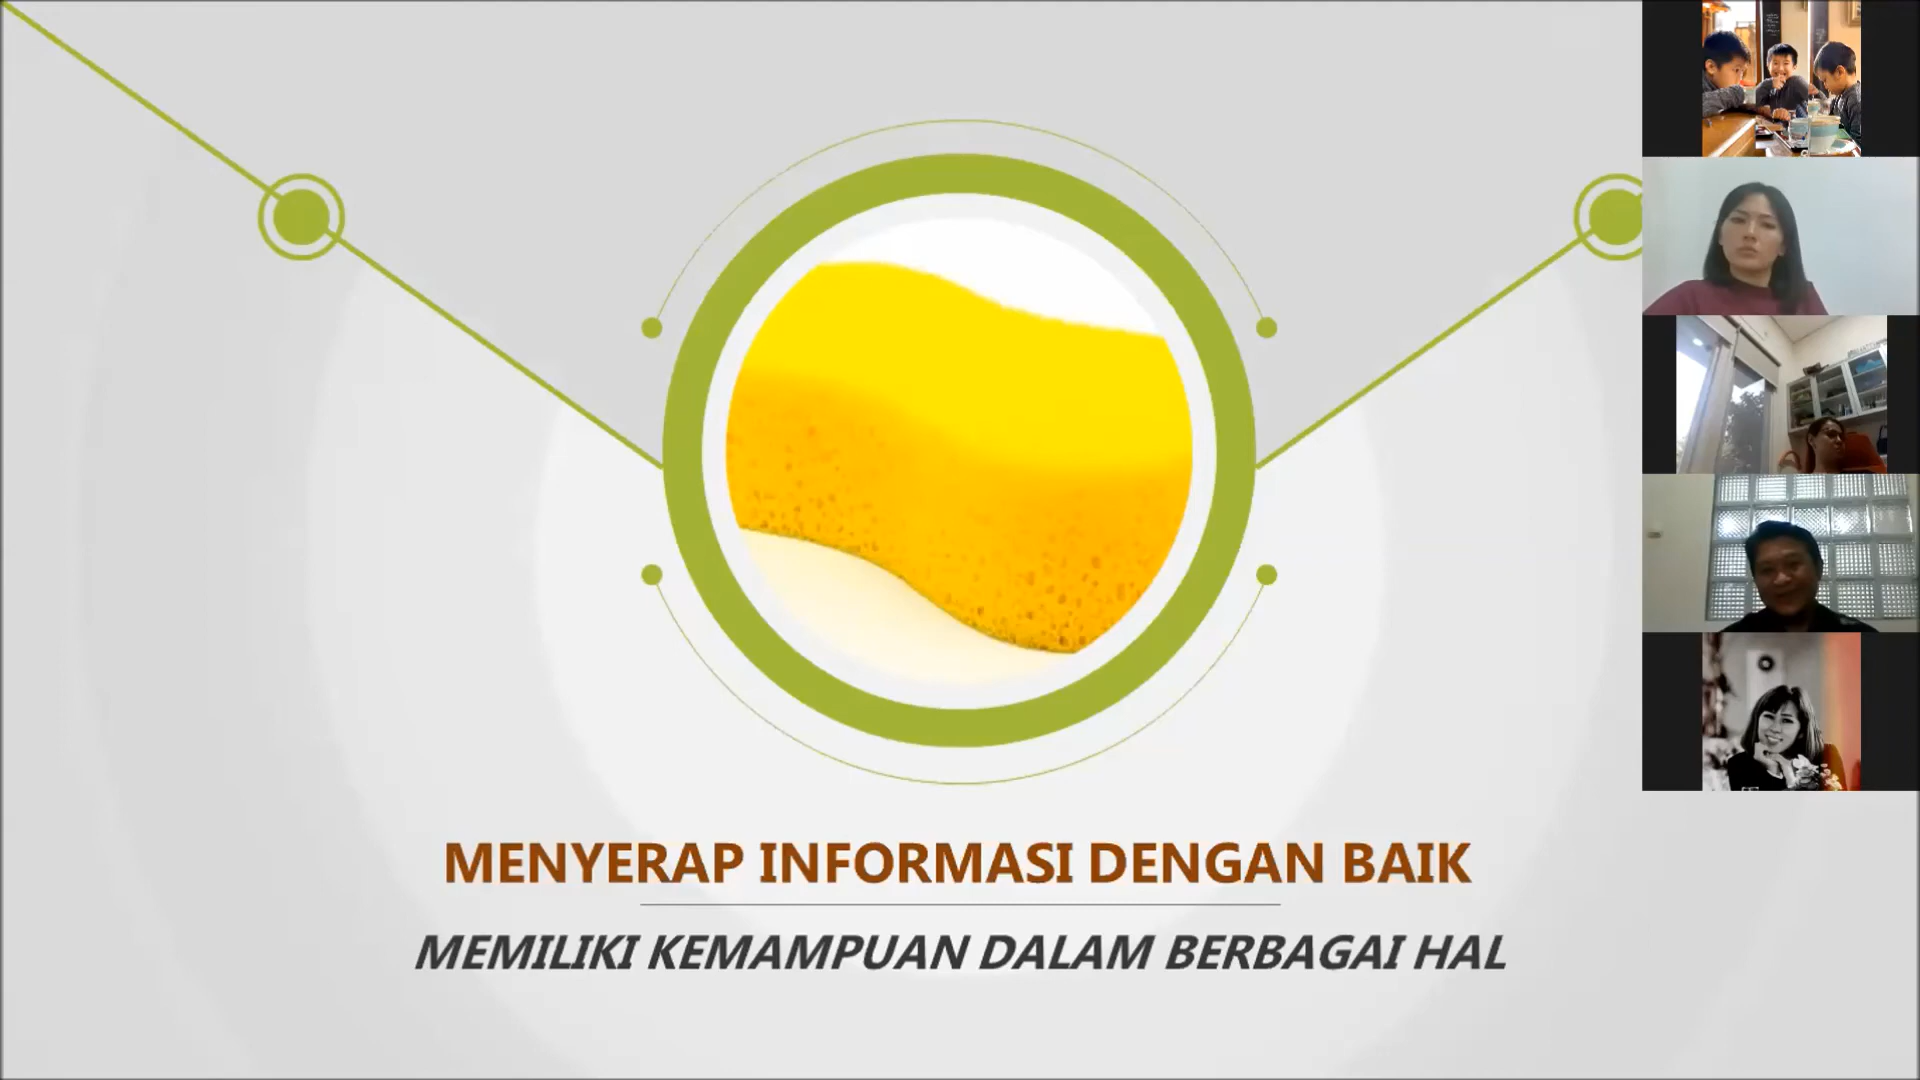 MENYERAP INFORMASI DENGAN BAIK
MEMILIKI KEMAMPUAN DALAM BERBAGAI HAL